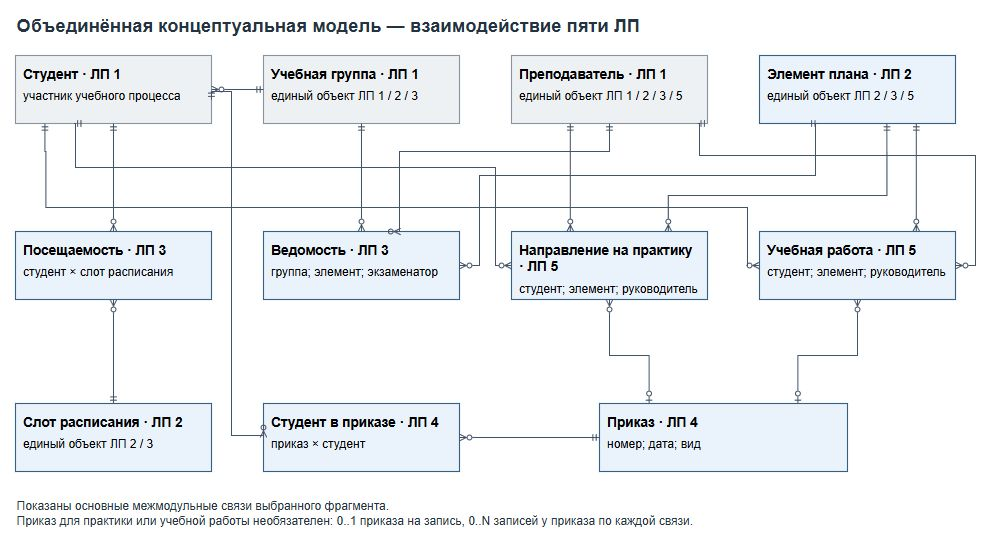 Объединённая концептуальная модель — взаимодействие пяти ЛП
Студент · ЛП 1
участник учебного процесса
Учебная группа · ЛП 1
единый объект ЛП 1 / 2 / 3
Преподаватель · ЛП 1
единый объект ЛП 1 / 2 / 3 / 5
Элемент плана · ЛП 2
единый объект ЛП 2 / 3 / 5
Посещаемость · ЛП 3
студент × слот расписания
Ведомость · ЛП 3
группа; элемент; экзаменатор
Направление на практику
· ЛП 5
студент; элемент; руководитель
Учебная работа · ЛП 5
студент; элемент; руководитель
Слот расписания · ЛП 2
единый объект ЛП 2 / 3
Студент в приказе · ЛП 4
приказ × студент
Приказ · ЛП 4
номер; дата; вид
Показаны основные межмодульные связи выбранного фрагмента.
Приказ для практики или учебной работы необязателен: 0..1 приказа на запись, 0..N записей у приказа по каждой связи.